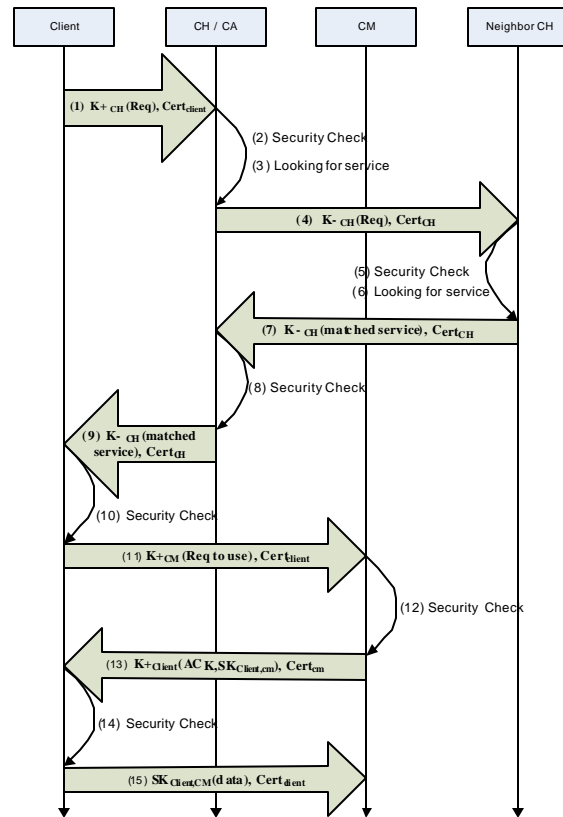 Client
CH / CA
CM
Neighbor CH
(1) K+ CH (Req), Certclient
(2) Security Check
(3) Looking for service
(4) K- CH (Req), CertCH
(5) Security Check
(6) Looking for service
(7) K- CH (matched service), CertCH
(8) Security Check
(9) K- CH (matched
service), CertCH
(10) Security Check
(11) K+CM (Req to use), Certclient
(12) Security Check
(13) K+Client(ACK,SKClient,cm), Certcm
(14) Security Check
(15) SKClient,CM (data), Certclient